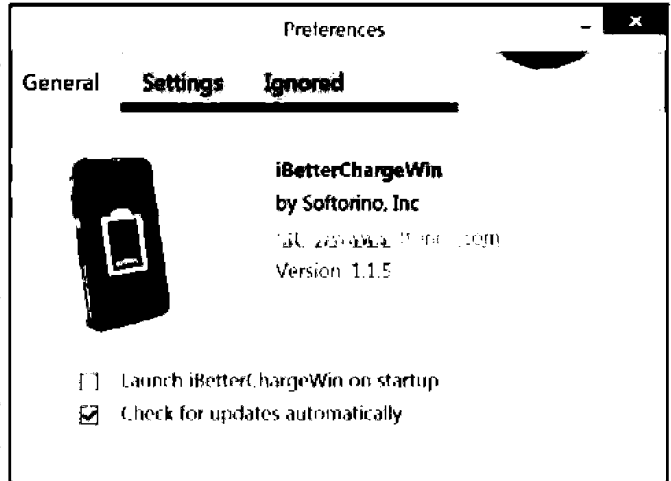 Preferences
General Settings Ignored
iBetterChargeWin
by Softorino, Inc
.com
Version 1.1.5
Launch iBetterChargeWin on startup
Check for updates automatically